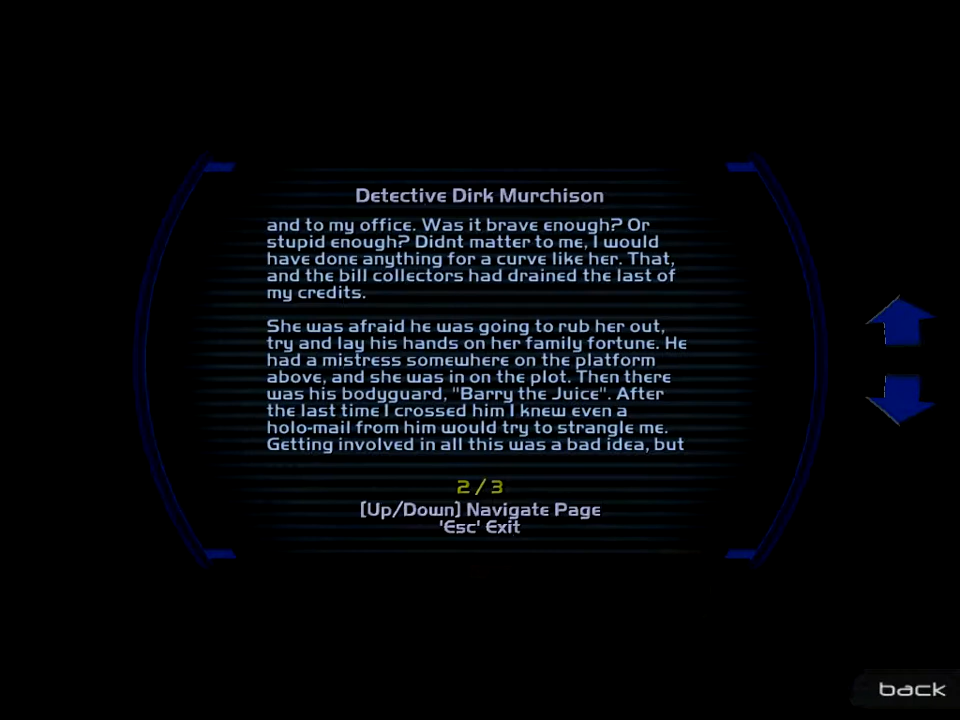 Detective Dirk Murchison
and to my office. Was it brave enough? Or
stupid enough? Didnt matter to me, I would
have done anything for a curve like her. That,
and the bill collectors had drained the last of
my credits.
She was afraid he was going to rub her out,
try and lay his hands on her family fortune. He
had a mistress somewhere on the platform
above, and she was in on the plot. Then there
was his bodyguard, "Barry the Juice". After
the last time I crossed him I knew even a
holo-mail from him would try to strangle me.
Getting involved in all this was a bad idea, but
2 / 3
[Up/Down] Navigate Page
'Esc' Exit
back